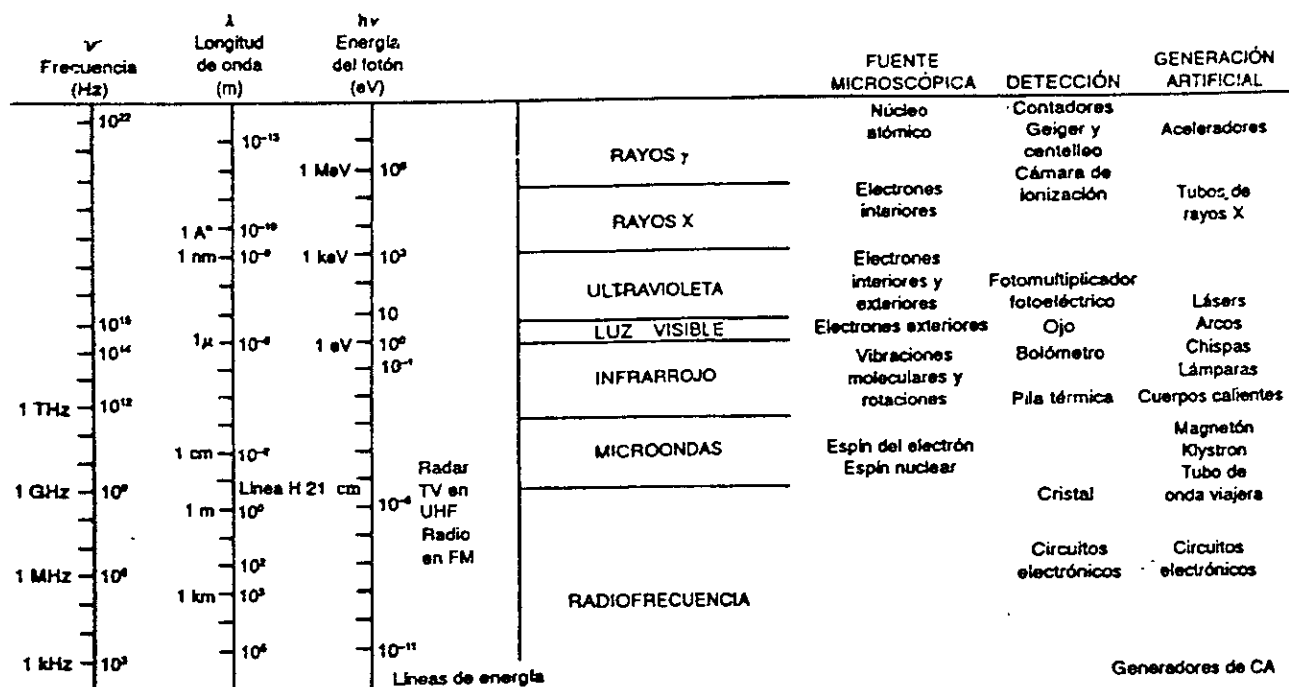 ν λ hν
Frecuencia Longitud Energía
(Hz) de onda del fotón
(m) (eV)
FUENTE MICROSCÓPICA DETECCIÓN GENERACIÓN ARTIFICIAL
10²² Núcleo Contadores
10⁻¹³ atómico Geiger y Aceleradores
RAYOS γ centelleo
1 MeV 10⁶ Cámara de
Electrones ionización Tubos de
RAYOS X interiores rayos X
1 A° 10⁻¹⁰
1 nm 10⁻⁹ 1 keV 10³ Electrones
ULTRAVIOLETA interiores y Fotomultiplicador
10 exteriores fotoeléctrico Lásers
10¹⁵ LUZ VISIBLE Electrones exteriores Ojo Arcos
1μ 10⁻⁶ 1 eV 10⁰
10¹⁴ Vibraciones Bolómetro Chispas
10⁻¹ INFRARROJO moleculares y Lámparas
1 THz 10¹² rotaciones Pila térmica Cuerpos calientes
Magnetón
1 cm MICROONDAS Espín del electrón Klystron
Radar Espín nuclear Tubo de
Línea H 21 cm TV en onda viajera
1 GHz 10⁹ 10⁻⁶ UHF Cristal
1 m 10⁰ Radio
en FM
10² Circuitos Circuitos
1 MHz 10⁶ electrónicos electrónicos
1 km 10³ RADIOFRECUENCIA
10⁻¹¹
1 kHz 10³ Líneas de energía Generadores de CA